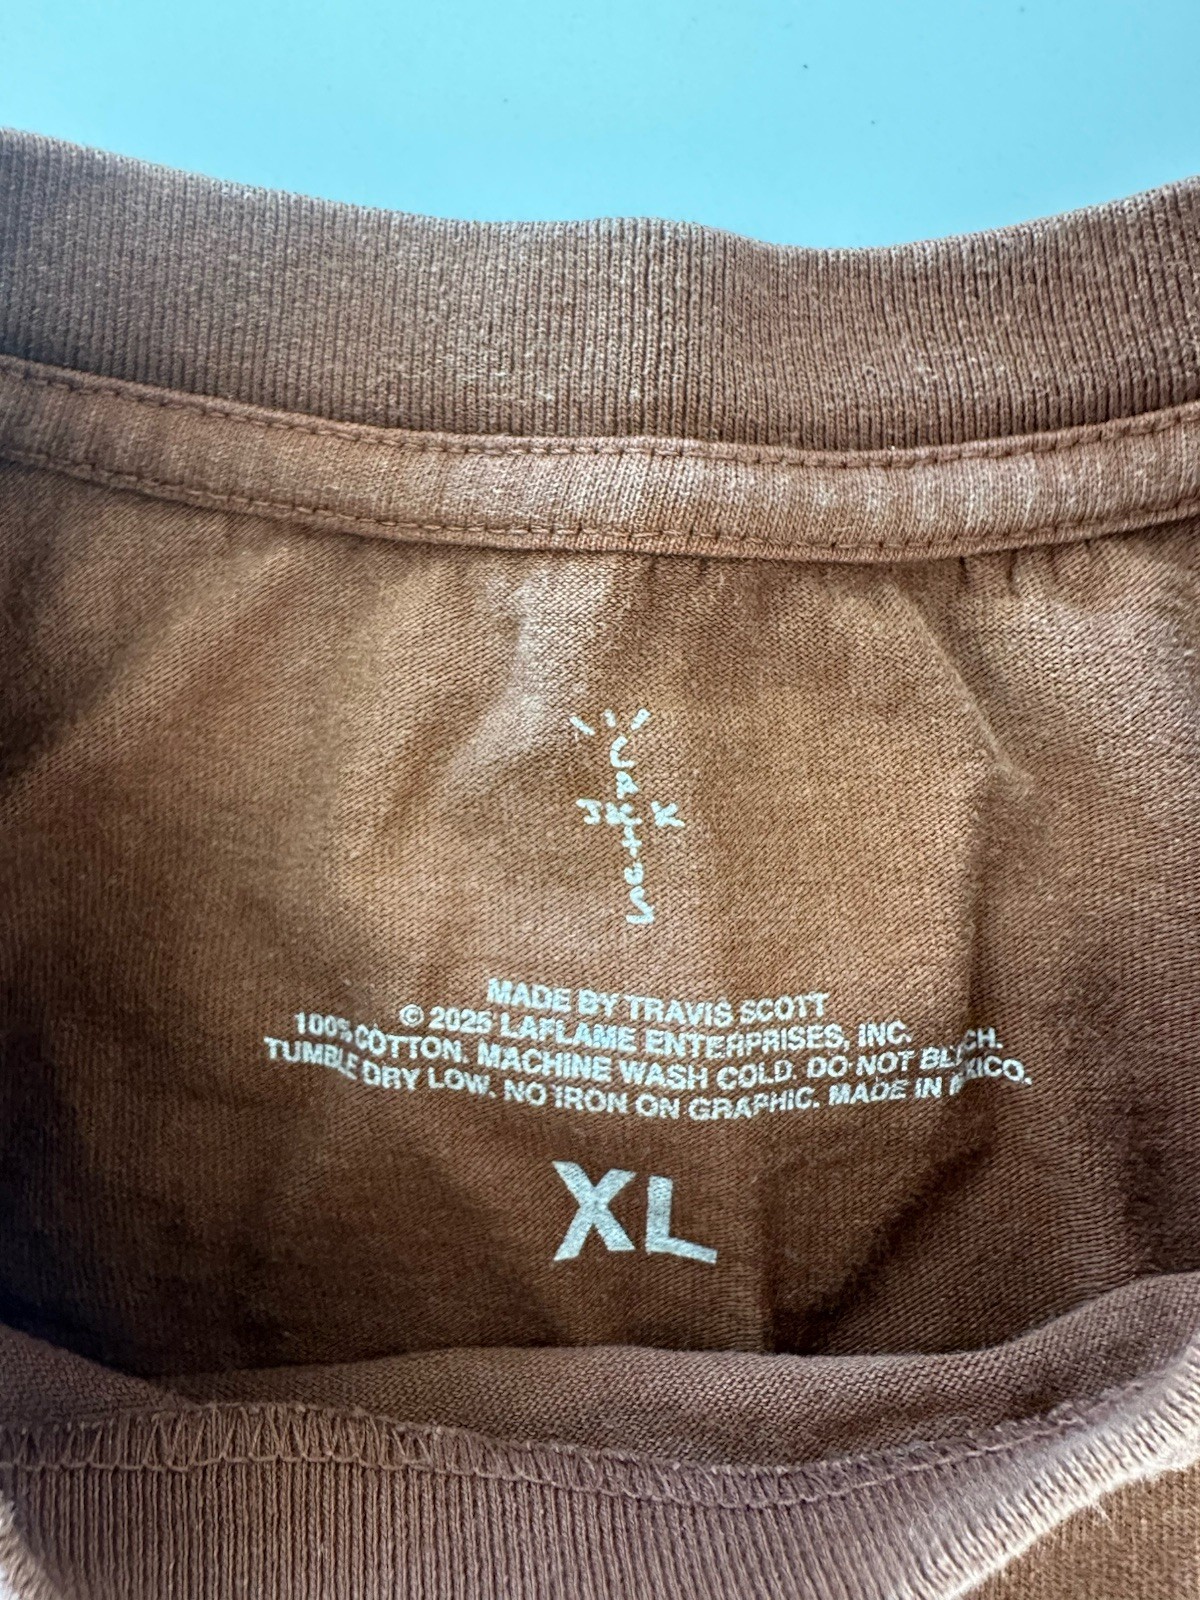 CACTUS
JACK
MADE BY TRAVIS SCOTT
© 2025 LAFLAME ENTERPRISES, INC.
100% COTTON. MACHINE WASH COLD. DO NOT BLEACH.
TUMBLE DRY LOW. NO IRON ON GRAPHIC. MADE IN MEXICO.
XL